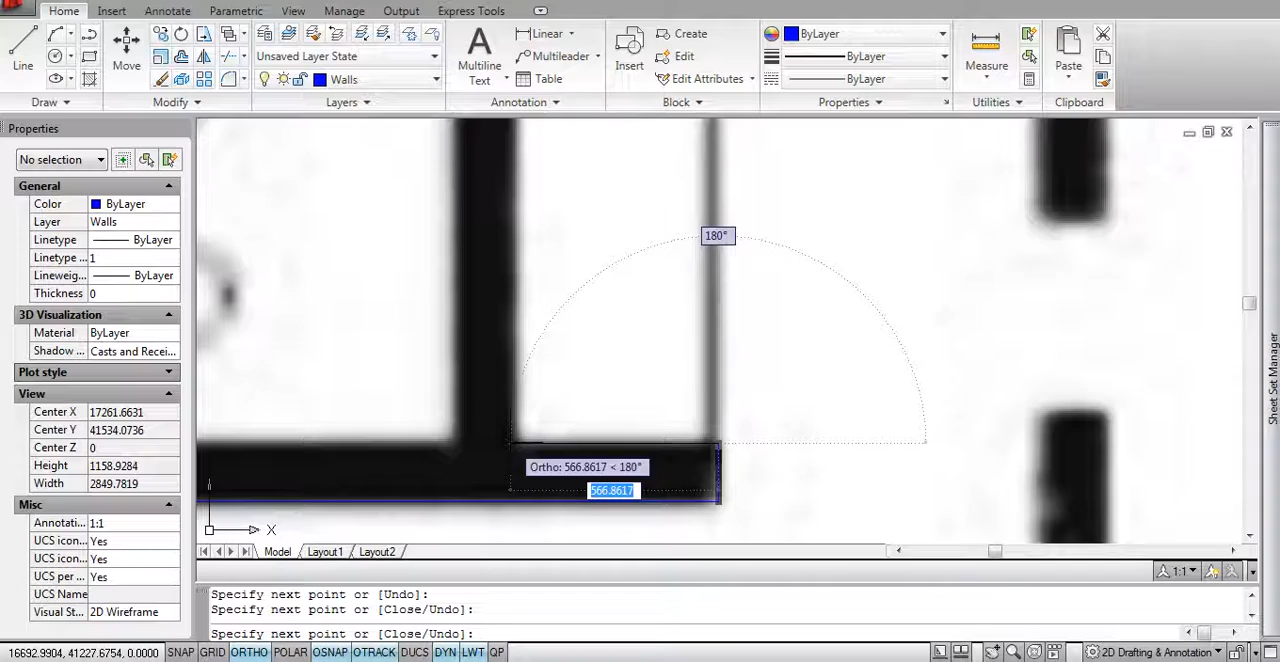 Home Insert Annotate Parametric View Manage Output Express Tools
Line
Draw
Move
Modify
Unsaved Layer State
Walls
Layers
Multiline
Text
Linear
Multileader
Table
Annotation
Insert
Create
Edit
Edit Attributes
Block
ByLayer
ByLayer
ByLayer
Properties
Measure
Utilities
Paste
Clipboard
Properties
No selection
General
Color ByLayer
Layer Walls
Linetype ByLayer
Linetype ... 1
Lineweig... ByLayer
Thickness 0
3D Visualization
Material ByLayer
Shadow ... Casts and Recei...
Plot style
View
Center X 17261.6631
Center Y 41534.0736
Center Z 0
Height 1158.9284
Width 2849.7819
Misc
Annotati... 1:1
UCS icon... Yes
UCS icon... Yes
UCS per ... Yes
UCS Name
Visual St... 2D Wireframe
180°
Ortho: 566.8617 < 180°
566.8617
X
Sheet Set Manager
Model Layout1 Layout2
1:1
Specify next point or [Undo]:
Specify next point or [Close/Undo]:
Specify next point or [Close/Undo]:
16692.9904, 41227.6754, 0.0000 SNAP GRID ORTHO POLAR OSNAP OTRACK DUCS DYN LWT QP 2D Drafting & Annotation